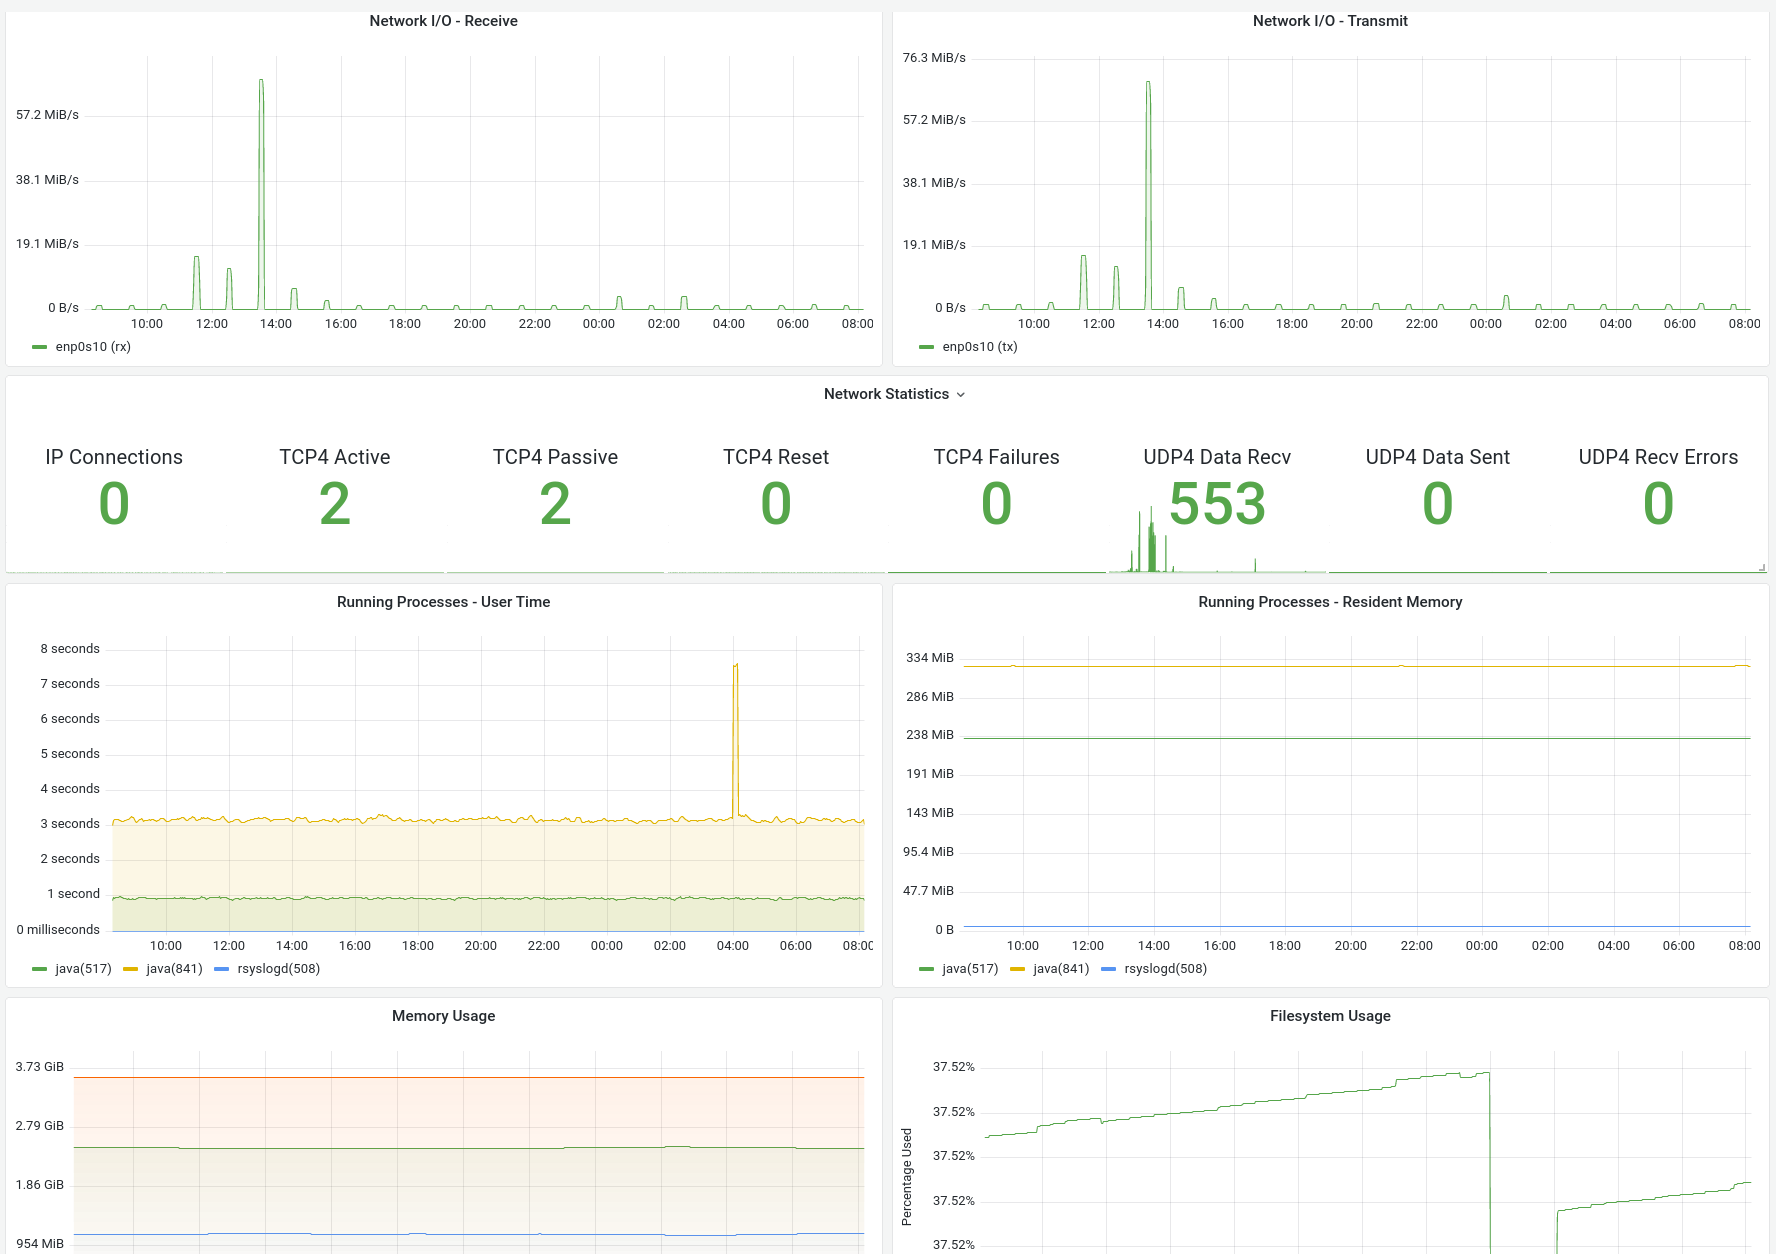 Network I/O - Receive
57.2 MiB/s
38.1 MiB/s
19.1 MiB/s
0 B/s
10:00 12:00 14:00 16:00 18:00 20:00 22:00 00:00 02:00 04:00 06:00 08:00
enp0s10 (rx)
Network I/O - Transmit
76.3 MiB/s
57.2 MiB/s
38.1 MiB/s
19.1 MiB/s
0 B/s
10:00 12:00 14:00 16:00 18:00 20:00 22:00 00:00 02:00 04:00 06:00 08:00
enp0s10 (tx)
Network Statistics
IP Connections TCP4 Active TCP4 Passive TCP4 Reset TCP4 Failures UDP4 Data Recv UDP4 Data Sent UDP4 Recv Errors
0 2 2 0 0 553 0 0
Running Processes - User Time
8 seconds
7 seconds
6 seconds
5 seconds
4 seconds
3 seconds
2 seconds
1 second
0 milliseconds
10:00 12:00 14:00 16:00 18:00 20:00 22:00 00:00 02:00 04:00 06:00 08:00
java(517) java(841) rsyslogd(508)
Running Processes - Resident Memory
334 MiB
286 MiB
238 MiB
191 MiB
143 MiB
95.4 MiB
47.7 MiB
0 B
10:00 12:00 14:00 16:00 18:00 20:00 22:00 00:00 02:00 04:00 06:00 08:00
java(517) java(841) rsyslogd(508)
Memory Usage
3.73 GiB
2.79 GiB
1.86 GiB
954 MiB
Filesystem Usage
Percentage Used
37.52%
37.52%
37.52%
37.52%
37.52%